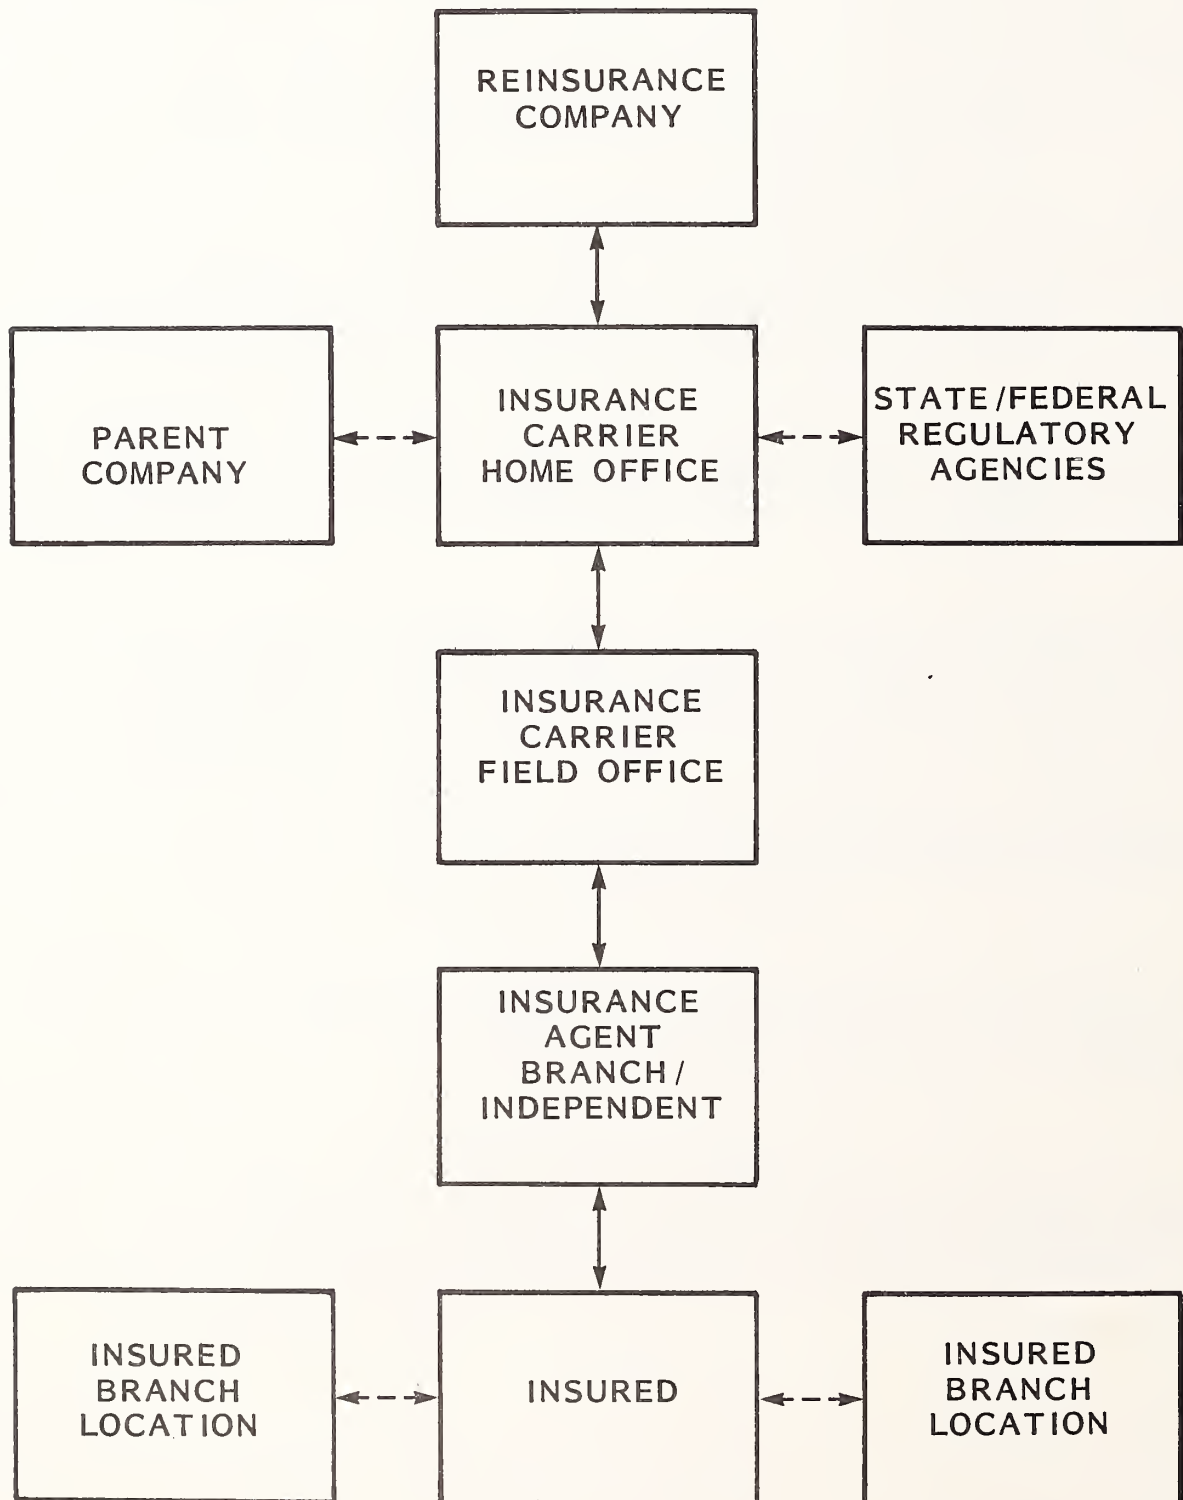 REINSURANCE
COMPANY
PARENT
COMPANY
INSURANCE
CARRIER
HOME OFFICE
STATE/FEDERAL
REGULATORY
AGENCIES
INSURANCE
CARRIER
FIELD OFFICE
INSURANCE
AGENT
BRANCH/
INDEPENDENT
INSURED
BRANCH
LOCATION
INSURED
INSURED
BRANCH
LOCATION